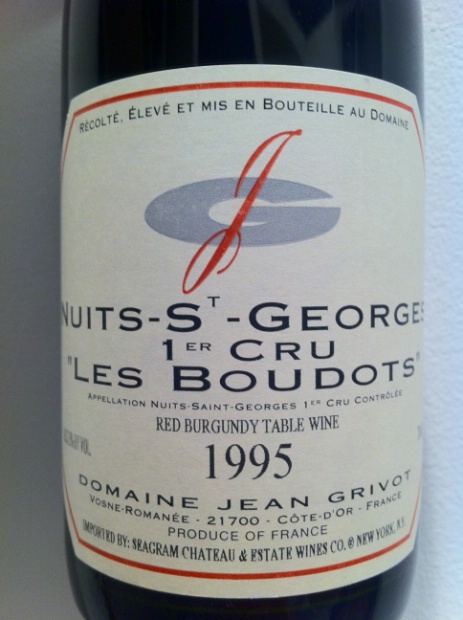 RÉCOLTÉ, ÉLEVÉ ET MIS EN BOUTEILLE AU DOMAINE
JG
NUITS-ST-GEORGES
1ER CRU
"LES BOUDOTS"
APPELLATION NUITS-SAINT-GEORGES 1ER CRU CONTRÔLÉE
RED BURGUNDY TABLE WINE
VOL.
1995
DOMAINE JEAN GRIVOT
VOSNE-ROMANÉE - 21700 - CÔTE-D'OR - FRANCE
PRODUCE OF FRANCE
IMPORTED BY: SEAGRAM CHATEAU & ESTATE WINES CO.® NEW YORK, N.Y.